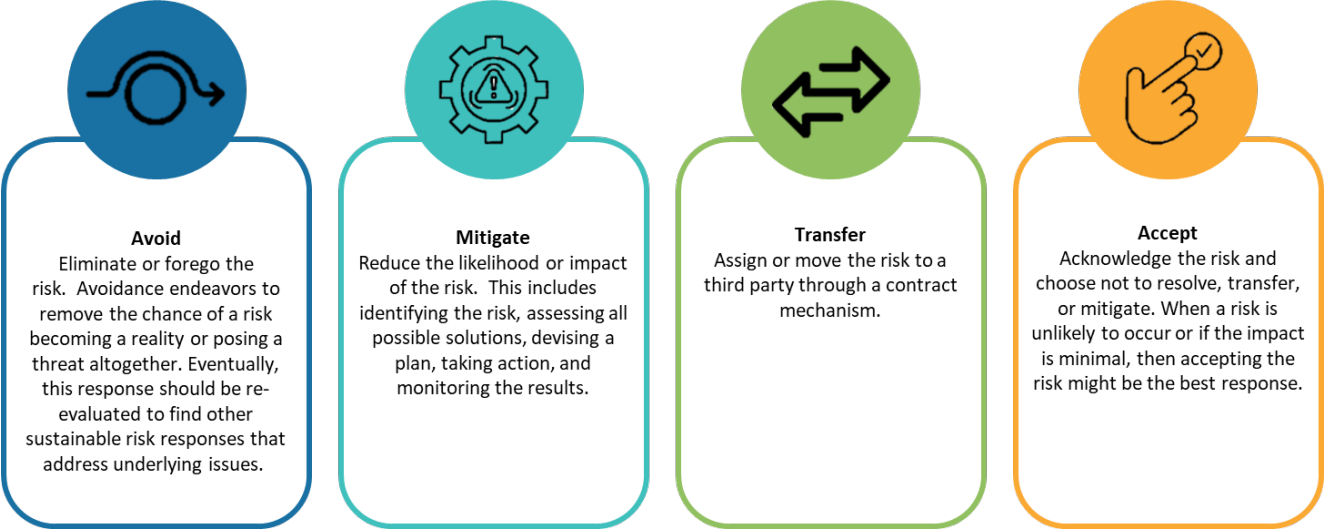 Avoid
Eliminate or forego the
risk.  Avoidance endeavors to
remove the chance of a risk
becoming a reality or posing a
threat altogether. Eventually,
this response should be re-
evaluated to find other
sustainable risk responses that
address underlying issues.
Mitigate
Reduce the likelihood or impact
of the risk.  This includes
identifying the risk, assessing all
possible solutions, devising a
plan, taking action, and
monitoring the results.
Transfer
Assign or move the risk to a
third party through a contract
mechanism.
Accept
Acknowledge the risk and
choose not to resolve, transfer,
or mitigate. When a risk is
unlikely to occur or if the impact
is minimal, then accepting the
risk might be the best response.